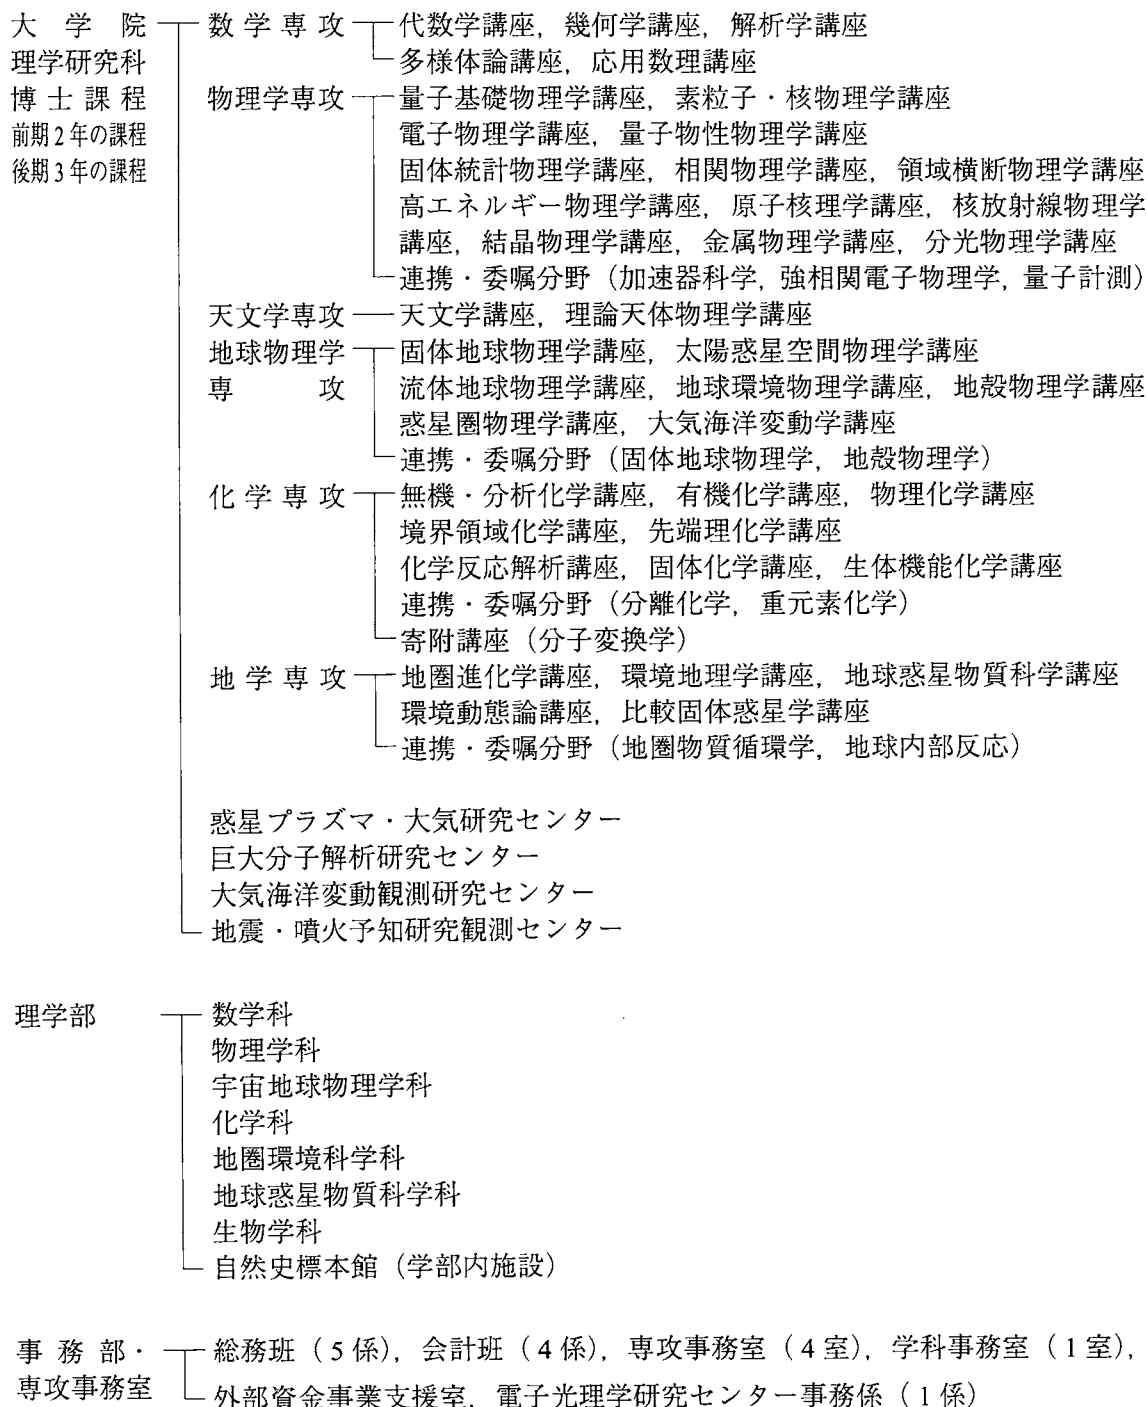 大学院 数学専攻 代数学講座，幾何学講座，解析学講座
理学研究科 多様体論講座，応用数理講座
博士課程 物理学専攻 量子基礎物理学講座，素粒子・核物理学講座
前期2年の課程 電子物理学講座，量子物性物理学講座
後期3年の課程 固体統計物理学講座，相関物理学講座，領域横断物理学講座
高エネルギー物理学講座，原子核理学講座，核放射線物理学
講座，結晶物理学講座，金属物理学講座，分光物理学講座
連携・委嘱分野（加速器科学，強相関電子物理学，量子計測）
天文学専攻 天文学講座，理論天体物理学講座
地球物理学 固体地球物理学講座，太陽惑星空間物理学講座
専攻 流体地球物理学講座，地球環境物理学講座，地殻物理学講座
惑星圏物理学講座，大気海洋変動学講座
連携・委嘱分野（固体地球物理学，地殻物理学）
化学専攻 無機・分析化学講座，有機化学講座，物理化学講座
境界領域化学講座，先端理化学講座
化学反応解析講座，固体化学講座，生体機能化学講座
連携・委嘱分野（分離化学，重元素化学）
寄附講座（分子変換学）
地学専攻 地圏進化学講座，環境地理学講座，地球惑星物質科学講座
環境動態論講座，比較固体惑星学講座
連携・委嘱分野（地圏物質循環学，地球内部反応）
惑星プラズマ・大気研究センター
巨大分子解析研究センター
大気海洋変動観測研究センター
地震・噴火予知研究観測センター
理学部 数学科
物理学科
宇宙地球物理学科
化学科
地圏環境科学科
地球惑星物質科学科
生物学科
自然史標本館（学部内施設）
事務部・ 総務班（5係），会計班（4係），専攻事務室（4室），学科事務室（1室），
専攻事務室 外部資金事業支援室，電子光理学研究センター事務係（1係）